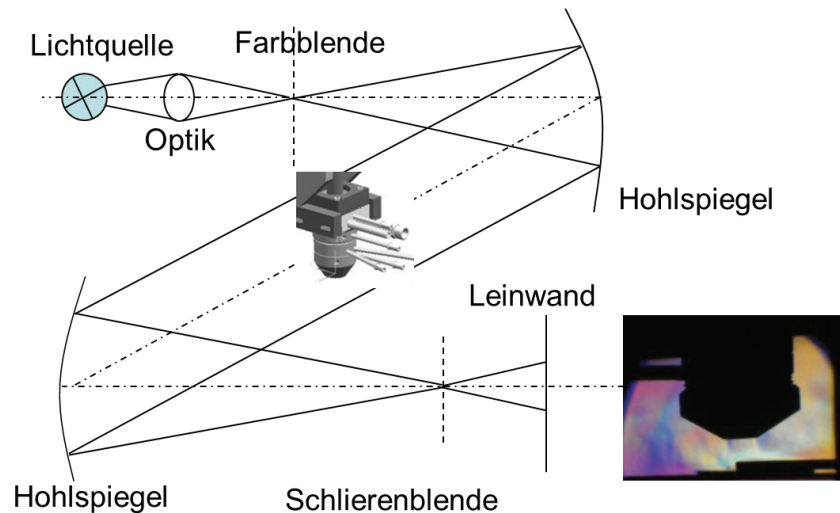 Lichtquelle
Farbblende
Optik
Hohlspiegel
Leinwand
Hohlspiegel
Schlierenblende